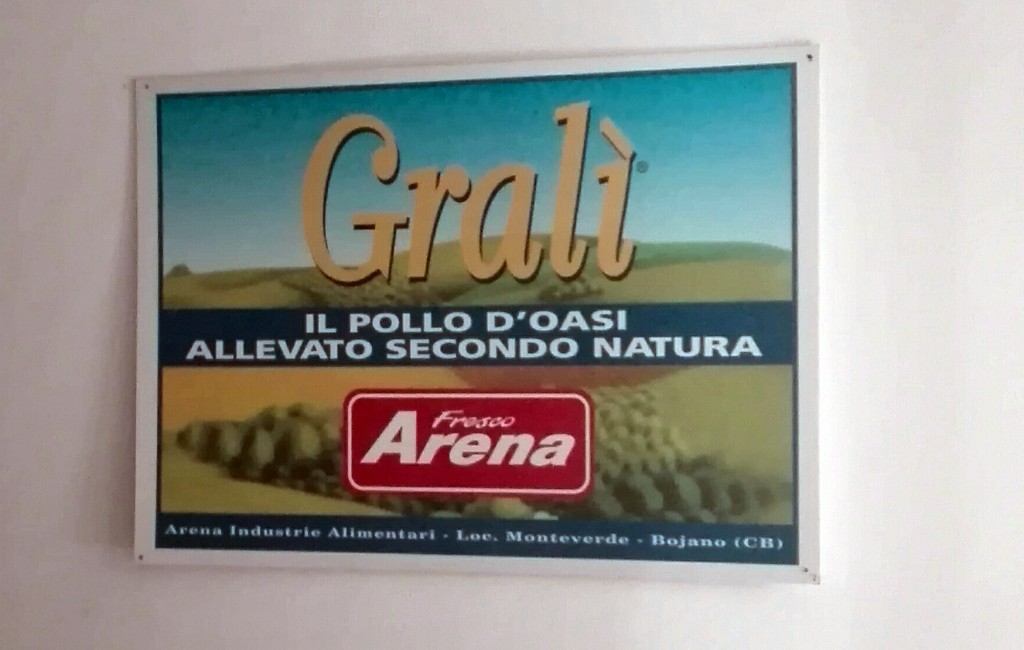 Gralì®
IL POLLO D'OASI
ALLEVATO SECONDO NATURA
Fresco
Arena
Arena Industrie Alimentari - Loc. Monteverde - Bojano (CB)